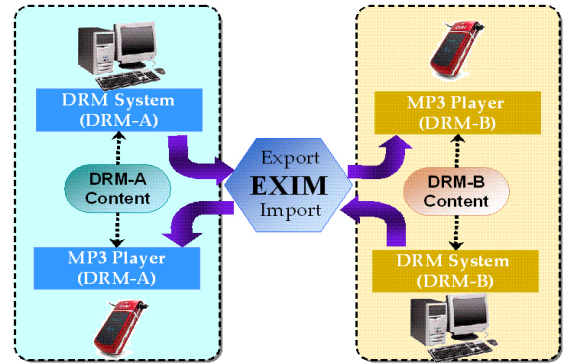 DRM System
(DRM-A)
DRM-A
Content
MP3 Player
(DRM-A)
Export
EXIM
Import
MP3 Player
(DRM-B)
DRM-B
Content
DRM System
(DRM-B)